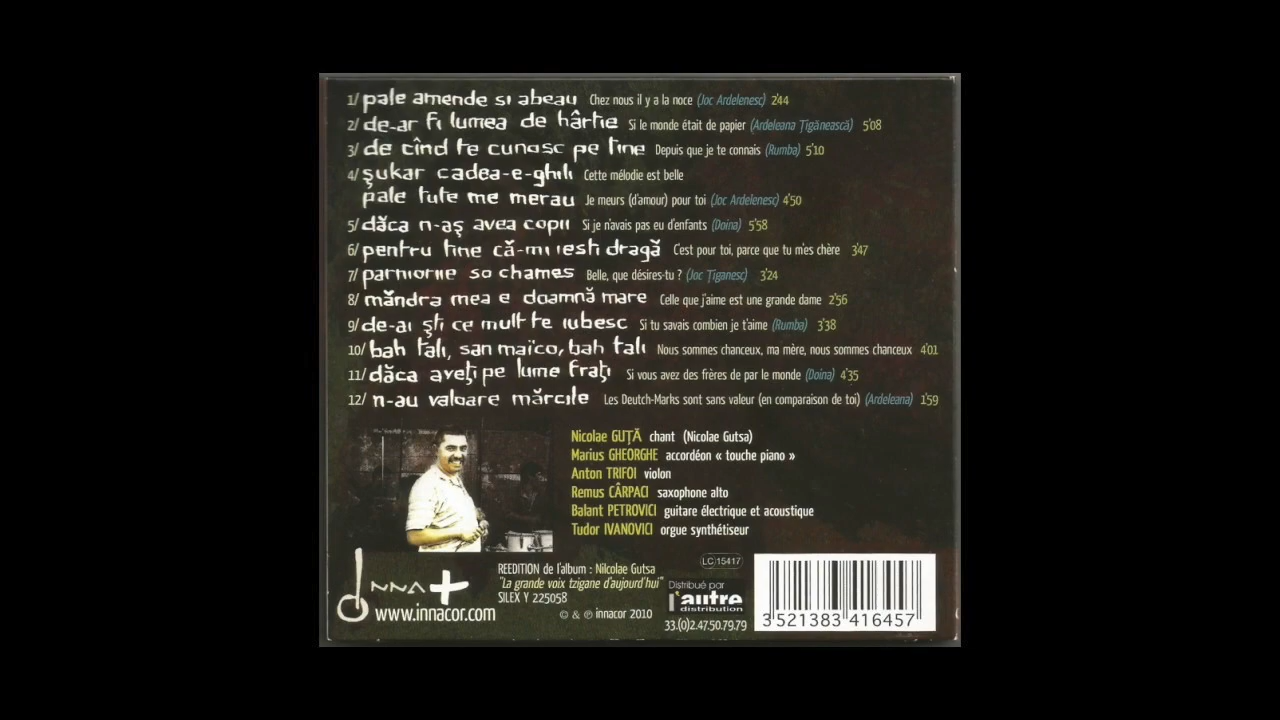 1/ pale amende si abeau Chez nous il y a la noce (Joc Ardelenesc) 2'44
2/ de-ar fi lumea de hârtie Si le monde était de papier (Ardeleana Ţigănească) 5'08
3/ de cînd te cunosc pe tine Depuis que je te connais (Rumba) 5'10
4/ şukar cadea-e-ghili Cette mélodie est belle
pale tute me merau Je meurs (d'amour) pour toi (Joc Ardelenesc) 4'50
5/ dăca n-aş avea copii Si je n'avais pas eu d'enfants (Doina) 5'58
6/ pentru tine că-mi iesti dragă C'est pour toi, parce que tu m'es chère 3'47
7/ parniorile so chames Belle, que désires-tu ? (Joc Ţiganesc) 3'24
8/ măndra mea e doamnă mare Celle que j'aime est une grande dame 2'56
9/ de-ai şti ce mult te iubesc Si tu savais combien je t'aime (Rumba) 3'38
10/ bah tali, san maïco, bah tali Nous sommes chanceux, ma mère, nous sommes chanceux 4'01
11/ dăca aveţi pe lume fraţi Si vous avez des frères de par le monde (Doina) 4'35
12/ n-au valoare mărcile Les Deutch-Marks sont sans valeur (en comparaison de toi) (Ardeleana) 1'59
Nicolae GUŢĂ chant (Nicolae Gutsa)
Marius GHEORGHE accordéon « touche piano »
Anton TRIFOI violon
Remus CÂRPACI saxophone alto
Balant PETROVICI guitare électrique et acoustique
Tudor IVANOVICI orgue synthétiseur
INNA+
www.innacor.com
REEDITION de l'album : Nilcolae Gutsa
"La grande voix tzigane d'aujourd'hui"
SILEX Y 225058
© & ℗ innacor 2010
LC 15417
Distribué par
l'autre
distribution
33.(0)2.47.50.79.79
3 521383 416457